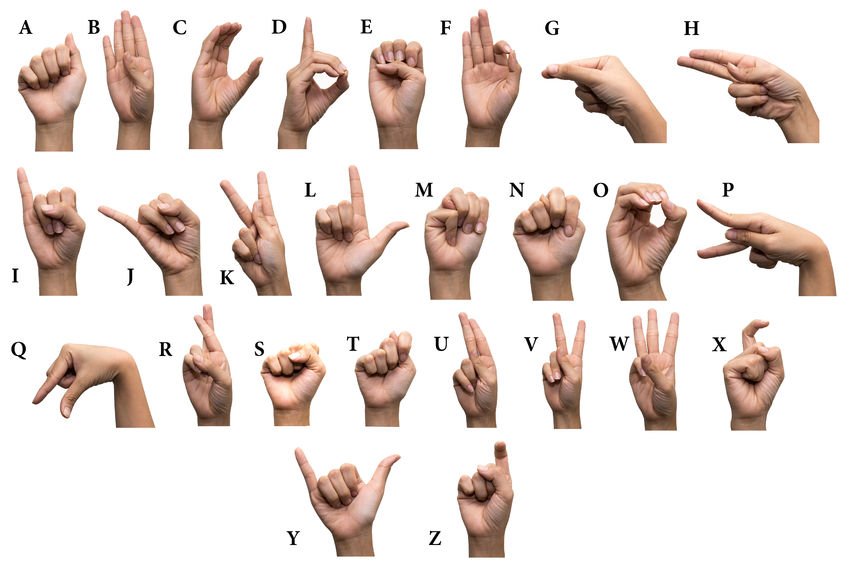 A B C D E F G H
I J K L M N O P
Q R S T U V W X
Y Z